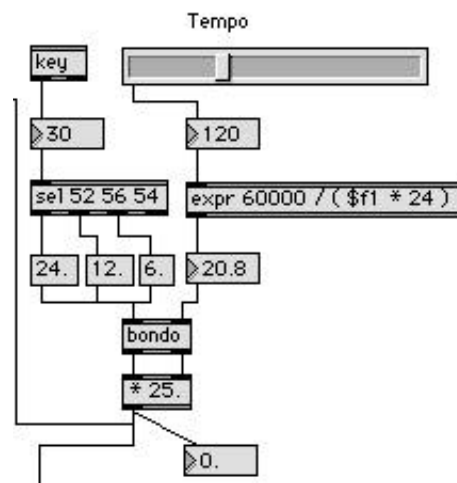 Tempo
key
30
120
sel 52 56 54
expr 60000 / ( $f1 * 24 )
24.
12.
6.
20.8
bondo
* 25.
0.